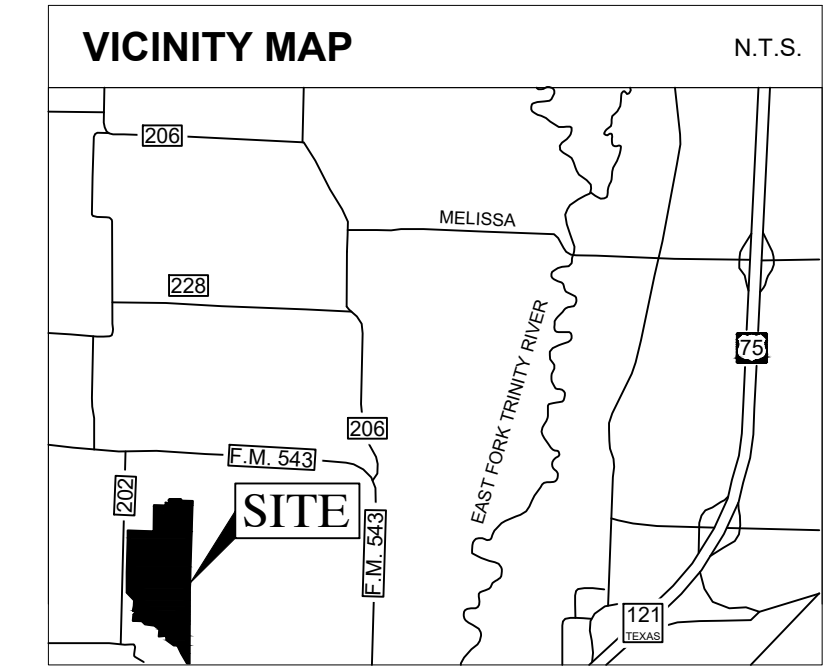 VICINITY MAP
N.T.S.
206
MELISSA
228
EAST FORK TRINITY RIVER
75
206
F.M. 543
202
SITE
F.M. 543
121
TEXAS